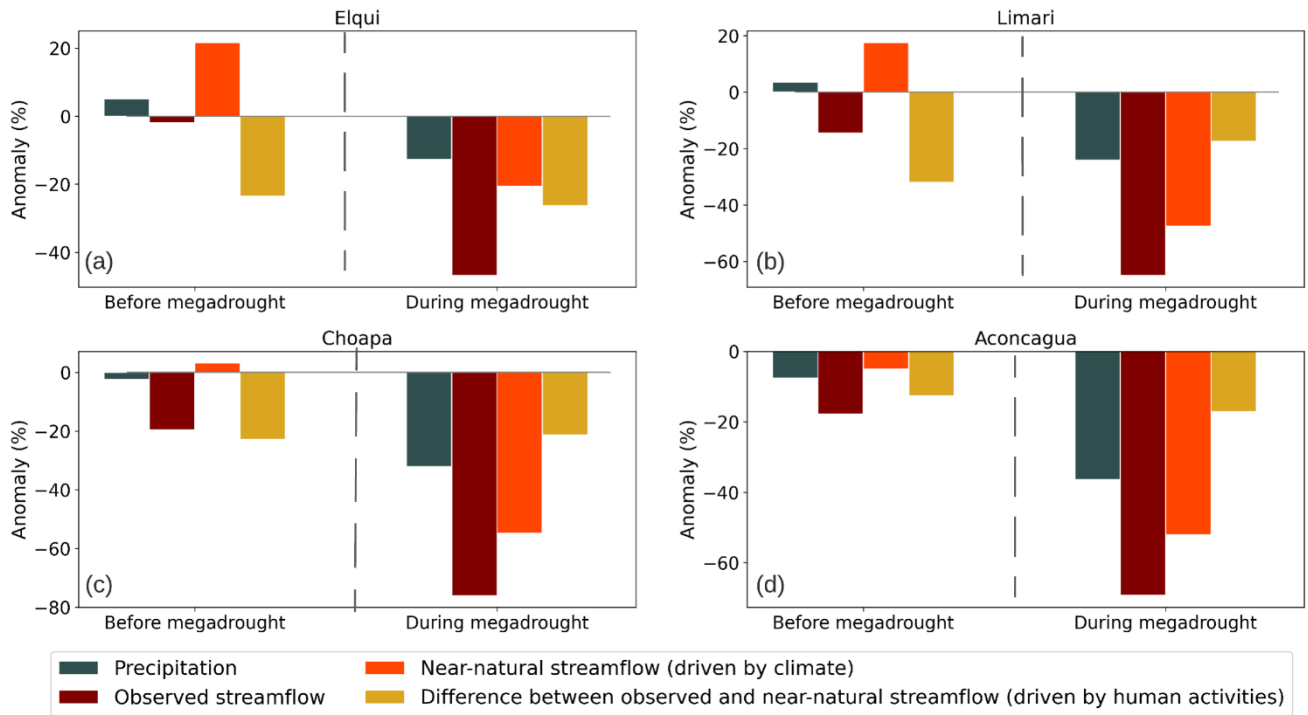 Elqui
20
0
−20
−40
Anomaly (%)
(a)
Before megadrought
During megadrought
Limari
20
0
−20
−40
−60
Anomaly (%)
(b)
Before megadrought
During megadrought
Choapa
0
−20
−40
−60
−80
Anomaly (%)
(c)
Before megadrought
During megadrought
Aconcagua
0
−20
−40
−60
Anomaly (%)
(d)
Before megadrought
During megadrought
Precipitation
Observed streamflow
Near-natural streamflow (driven by climate)
Difference between observed and near-natural streamflow (driven by human activities)